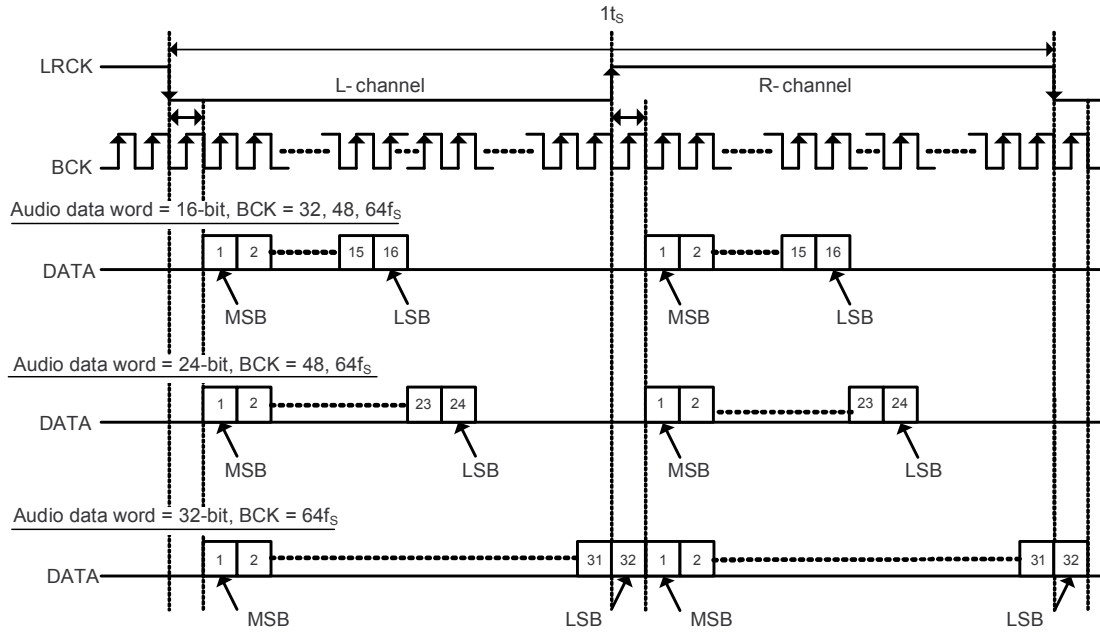 1tS
LRCK
L- channel
R- channel
BCK
Audio data word = 16-bit, BCK = 32, 48, 64fS
DATA
1 2 15 16 1 2 15 16
MSB LSB MSB LSB
Audio data word = 24-bit, BCK = 48, 64fS
DATA
1 2 23 24 1 2 23 24
MSB LSB MSB LSB
Audio data word = 32-bit, BCK = 64fS
DATA
1 2 31 32 1 2 31 32
MSB LSB MSB LSB